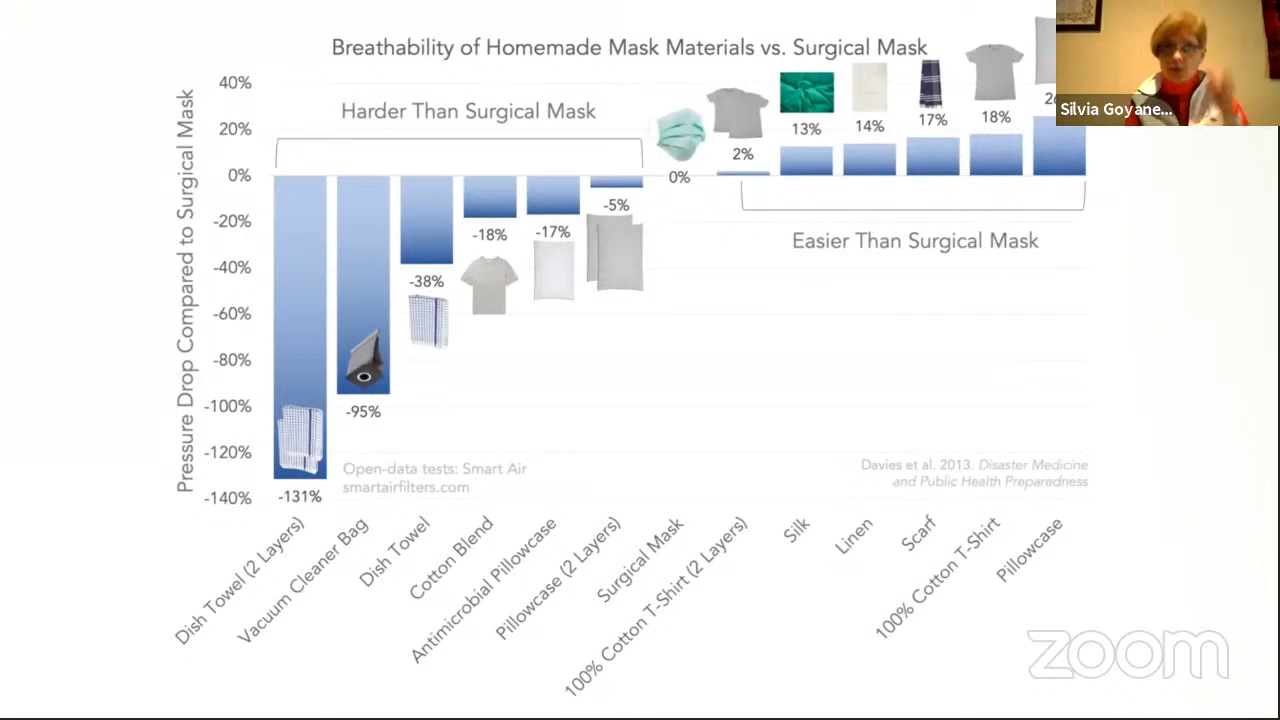 Breathability of Homemade Mask Materials vs. Surgical Mask
Silvia Goyane...
Pressure Drop Compared to Surgical Mask
40%
20%
0%
-20%
-40%
-60%
-80%
-100%
-120%
-140%
Harder Than Surgical Mask
Easier Than Surgical Mask
-131%
-95%
-38%
-18%
-17%
-5%
0%
2%
13%
14%
17%
18%
Open-data tests: Smart Air
smartairfilters.com
Davies et al. 2013. Disaster Medicine
and Public Health Preparedness
Dish Towel (2 Layers)
Vacuum Cleaner Bag
Dish Towel
Cotton Blend
Antimicrobial Pillowcase
Pillowcase (2 Layers)
Surgical Mask
100% Cotton T-Shirt (2 Layers)
Silk
Linen
Scarf
100% Cotton T-Shirt
Pillowcase
zoom